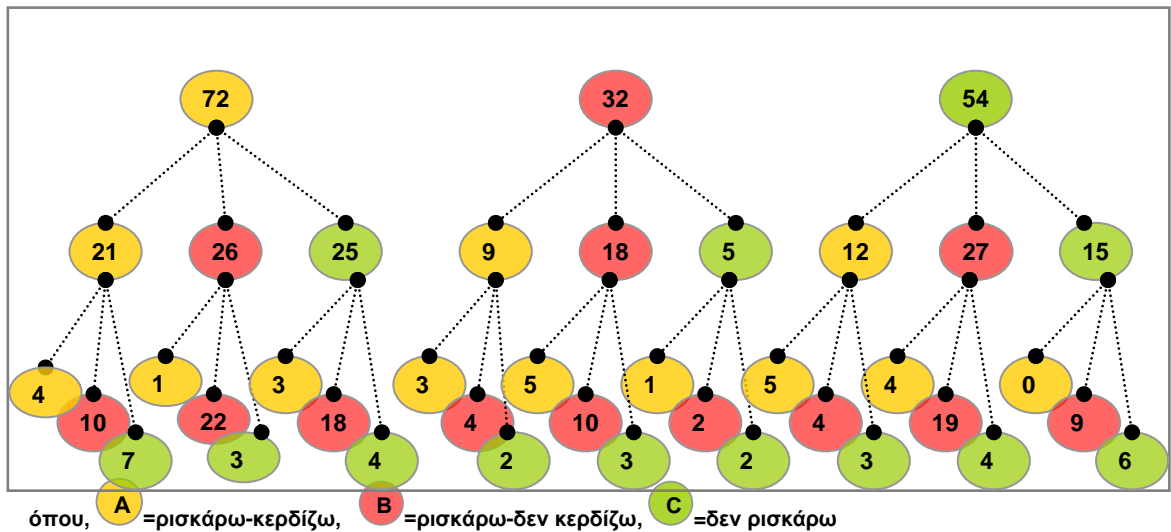 72 32 54
21 26 25 9 18 5 12 27 15
4 1 3 3 5 1 5 4 0
10 22 18 4 10 2 4 19 9
7 3 4 2 3 2 3 4 6
όπου, A =ρισκάρω-κερδίζω, B =ρισκάρω-δεν κερδίζω, C =δεν ρισκάρω